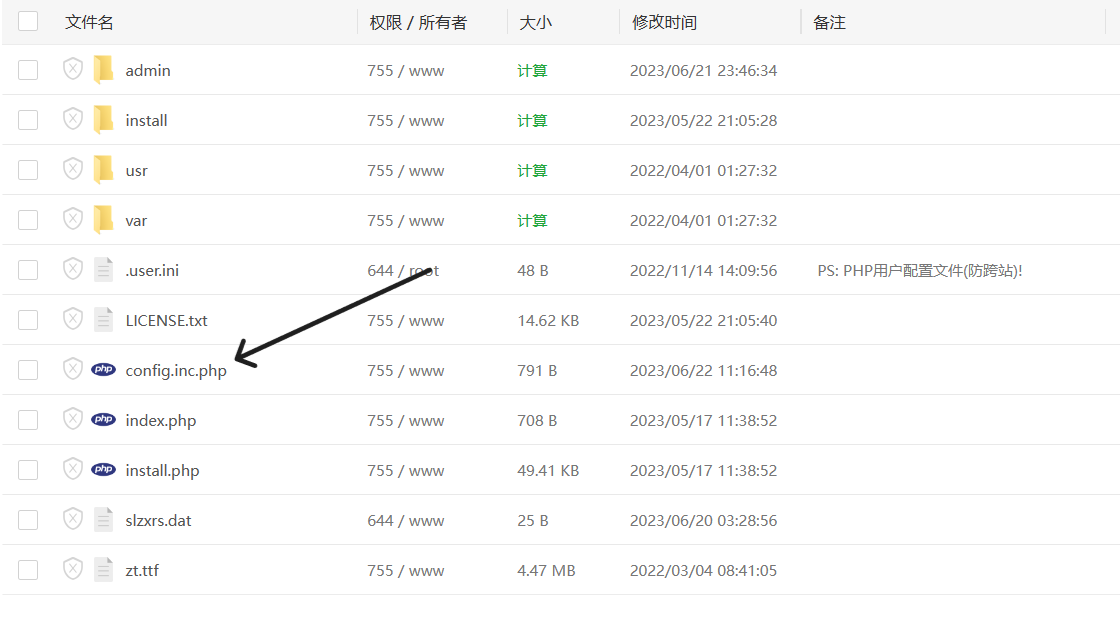 文件名 权限 / 所有者 大小 修改时间 备注
admin 755 / www 计算 2023/06/21 23:46:34
install 755 / www 计算 2023/05/22 21:05:28
usr 755 / www 计算 2022/04/01 01:27:32
var 755 / www 计算 2022/04/01 01:27:32
.user.ini 644 / root 48 B 2022/11/14 14:09:56 PS: PHP用户配置文件(防跨站)!
LICENSE.txt 755 / www 14.62 KB 2023/05/22 21:05:40
php config.inc.php 755 / www 791 B 2023/06/22 11:16:48
php index.php 755 / www 708 B 2023/05/17 11:38:52
php install.php 755 / www 49.41 KB 2023/05/17 11:38:52
slzxrs.dat 644 / www 25 B 2023/06/20 03:28:56
zt.ttf 755 / www 4.47 MB 2022/03/04 08:41:05